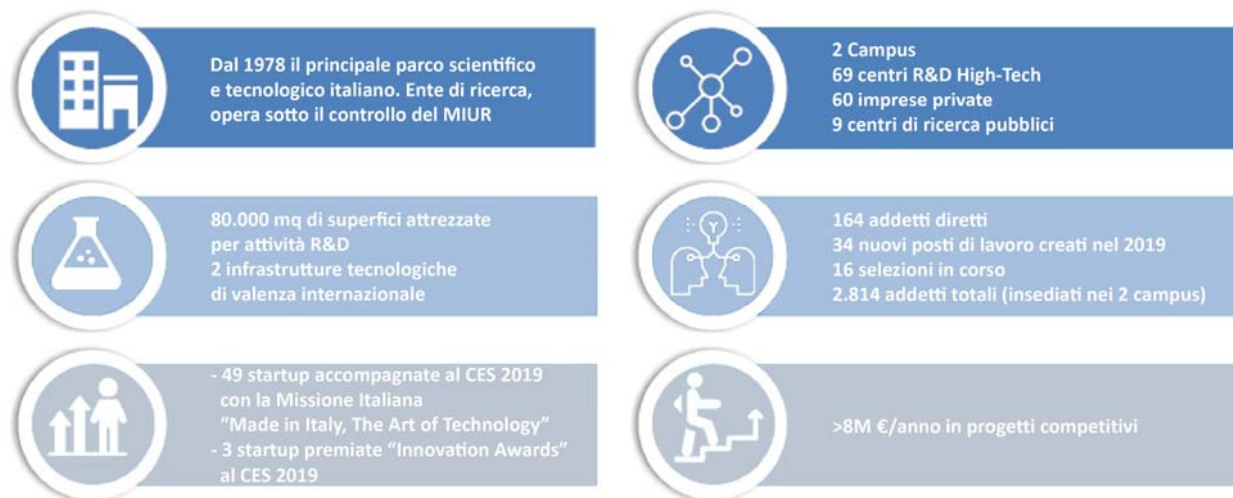 Dal 1978 il principale parco scientifico
e tecnologico italiano. Ente di ricerca,
opera sotto il controllo del MIUR
2 Campus
69 centri R&D High-Tech
60 imprese private
9 centri di ricerca pubblici
80.000 mq di superfici attrezzate
per attività R&D
2 infrastrutture tecnologiche
di valenza internazionale
164 addetti diretti
34 nuovi posti di lavoro creati nel 2019
16 selezioni in corso
2.814 addetti totali (insediati nei 2 campus)
- 49 startup accompagnate al CES 2019
con la Missione Italiana
“Made in Italy, The Art of Technology”
- 3 startup premiate “Innovation Awards”
al CES 2019
>8M €/anno in progetti competitivi